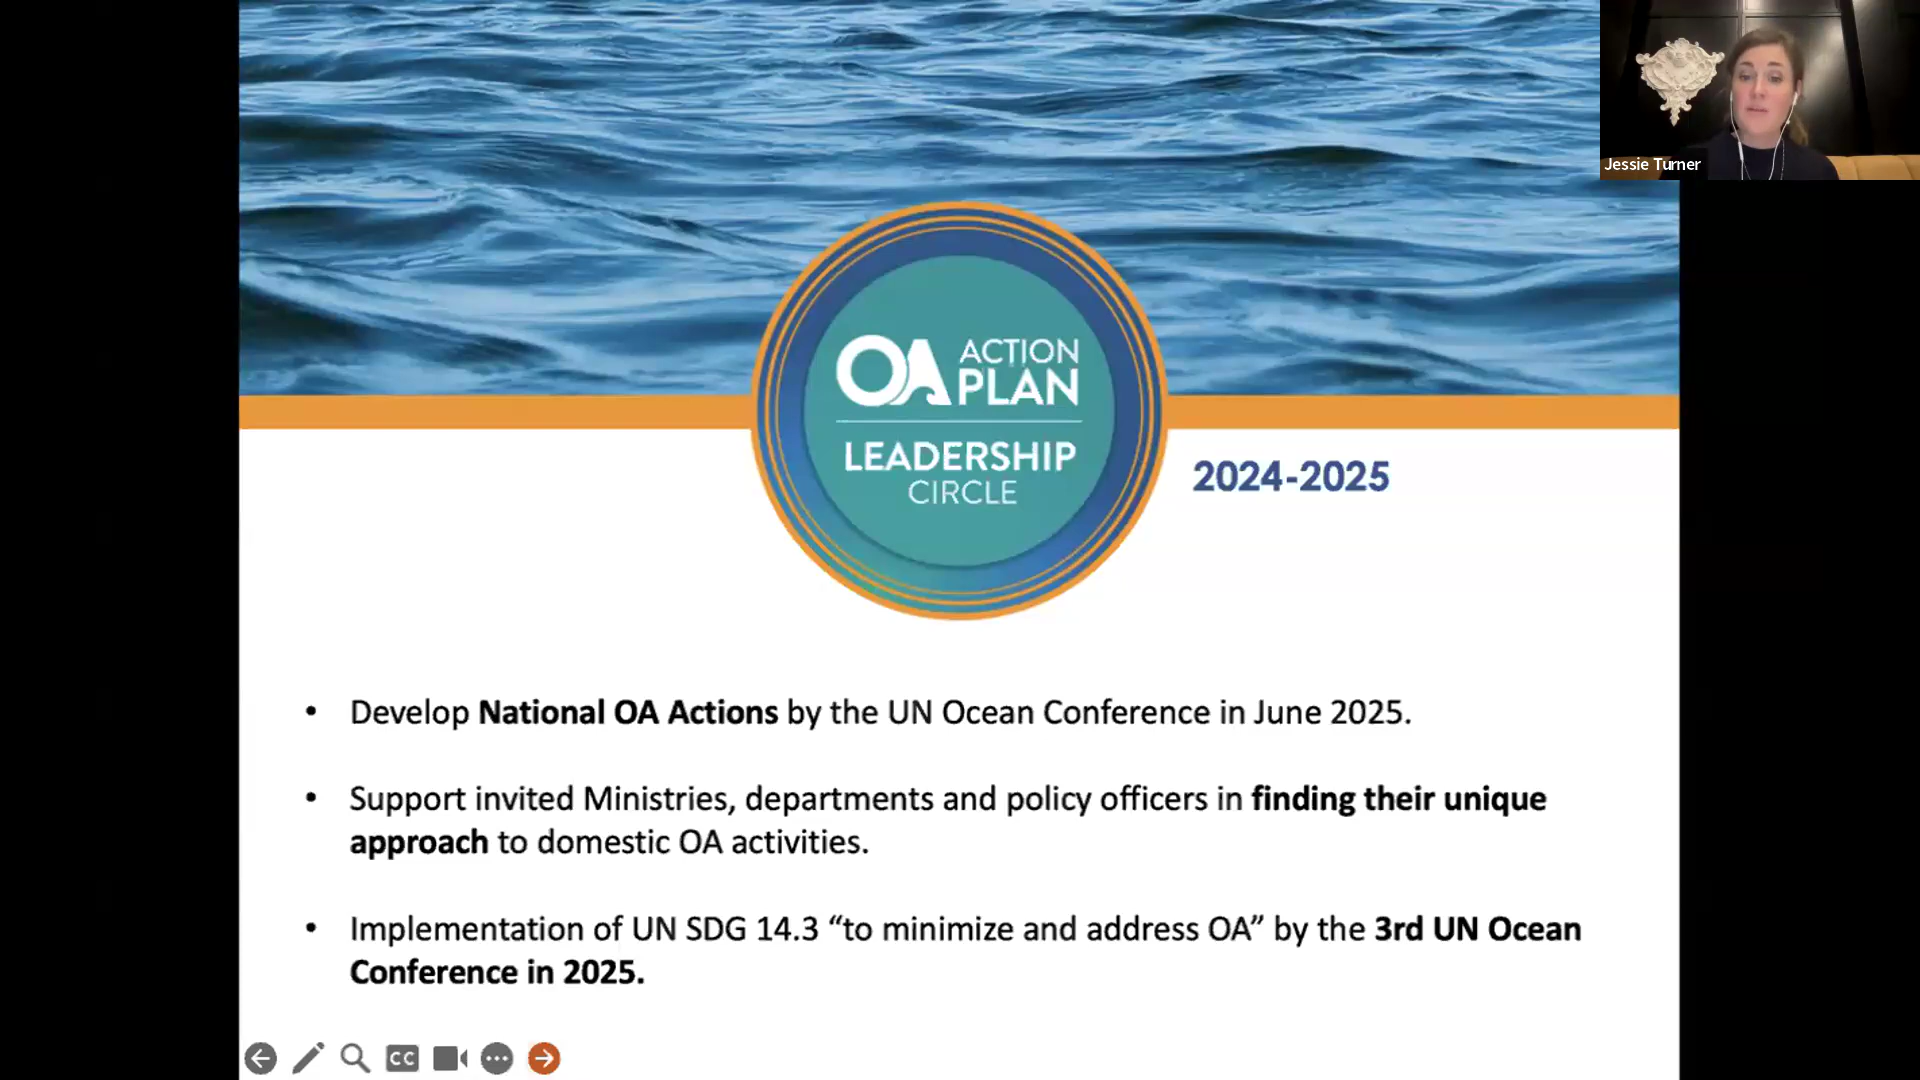 Jessie Turner
OA ACTION
PLAN
LEADERSHIP
CIRCLE
2024-2025
• Develop National OA Actions by the UN Ocean Conference in June 2025.
• Support invited Ministries, departments and policy officers in finding their unique
approach to domestic OA activities.
• Implementation of UN SDG 14.3 “to minimize and address OA” by the 3rd UN Ocean
Conference in 2025.
CC